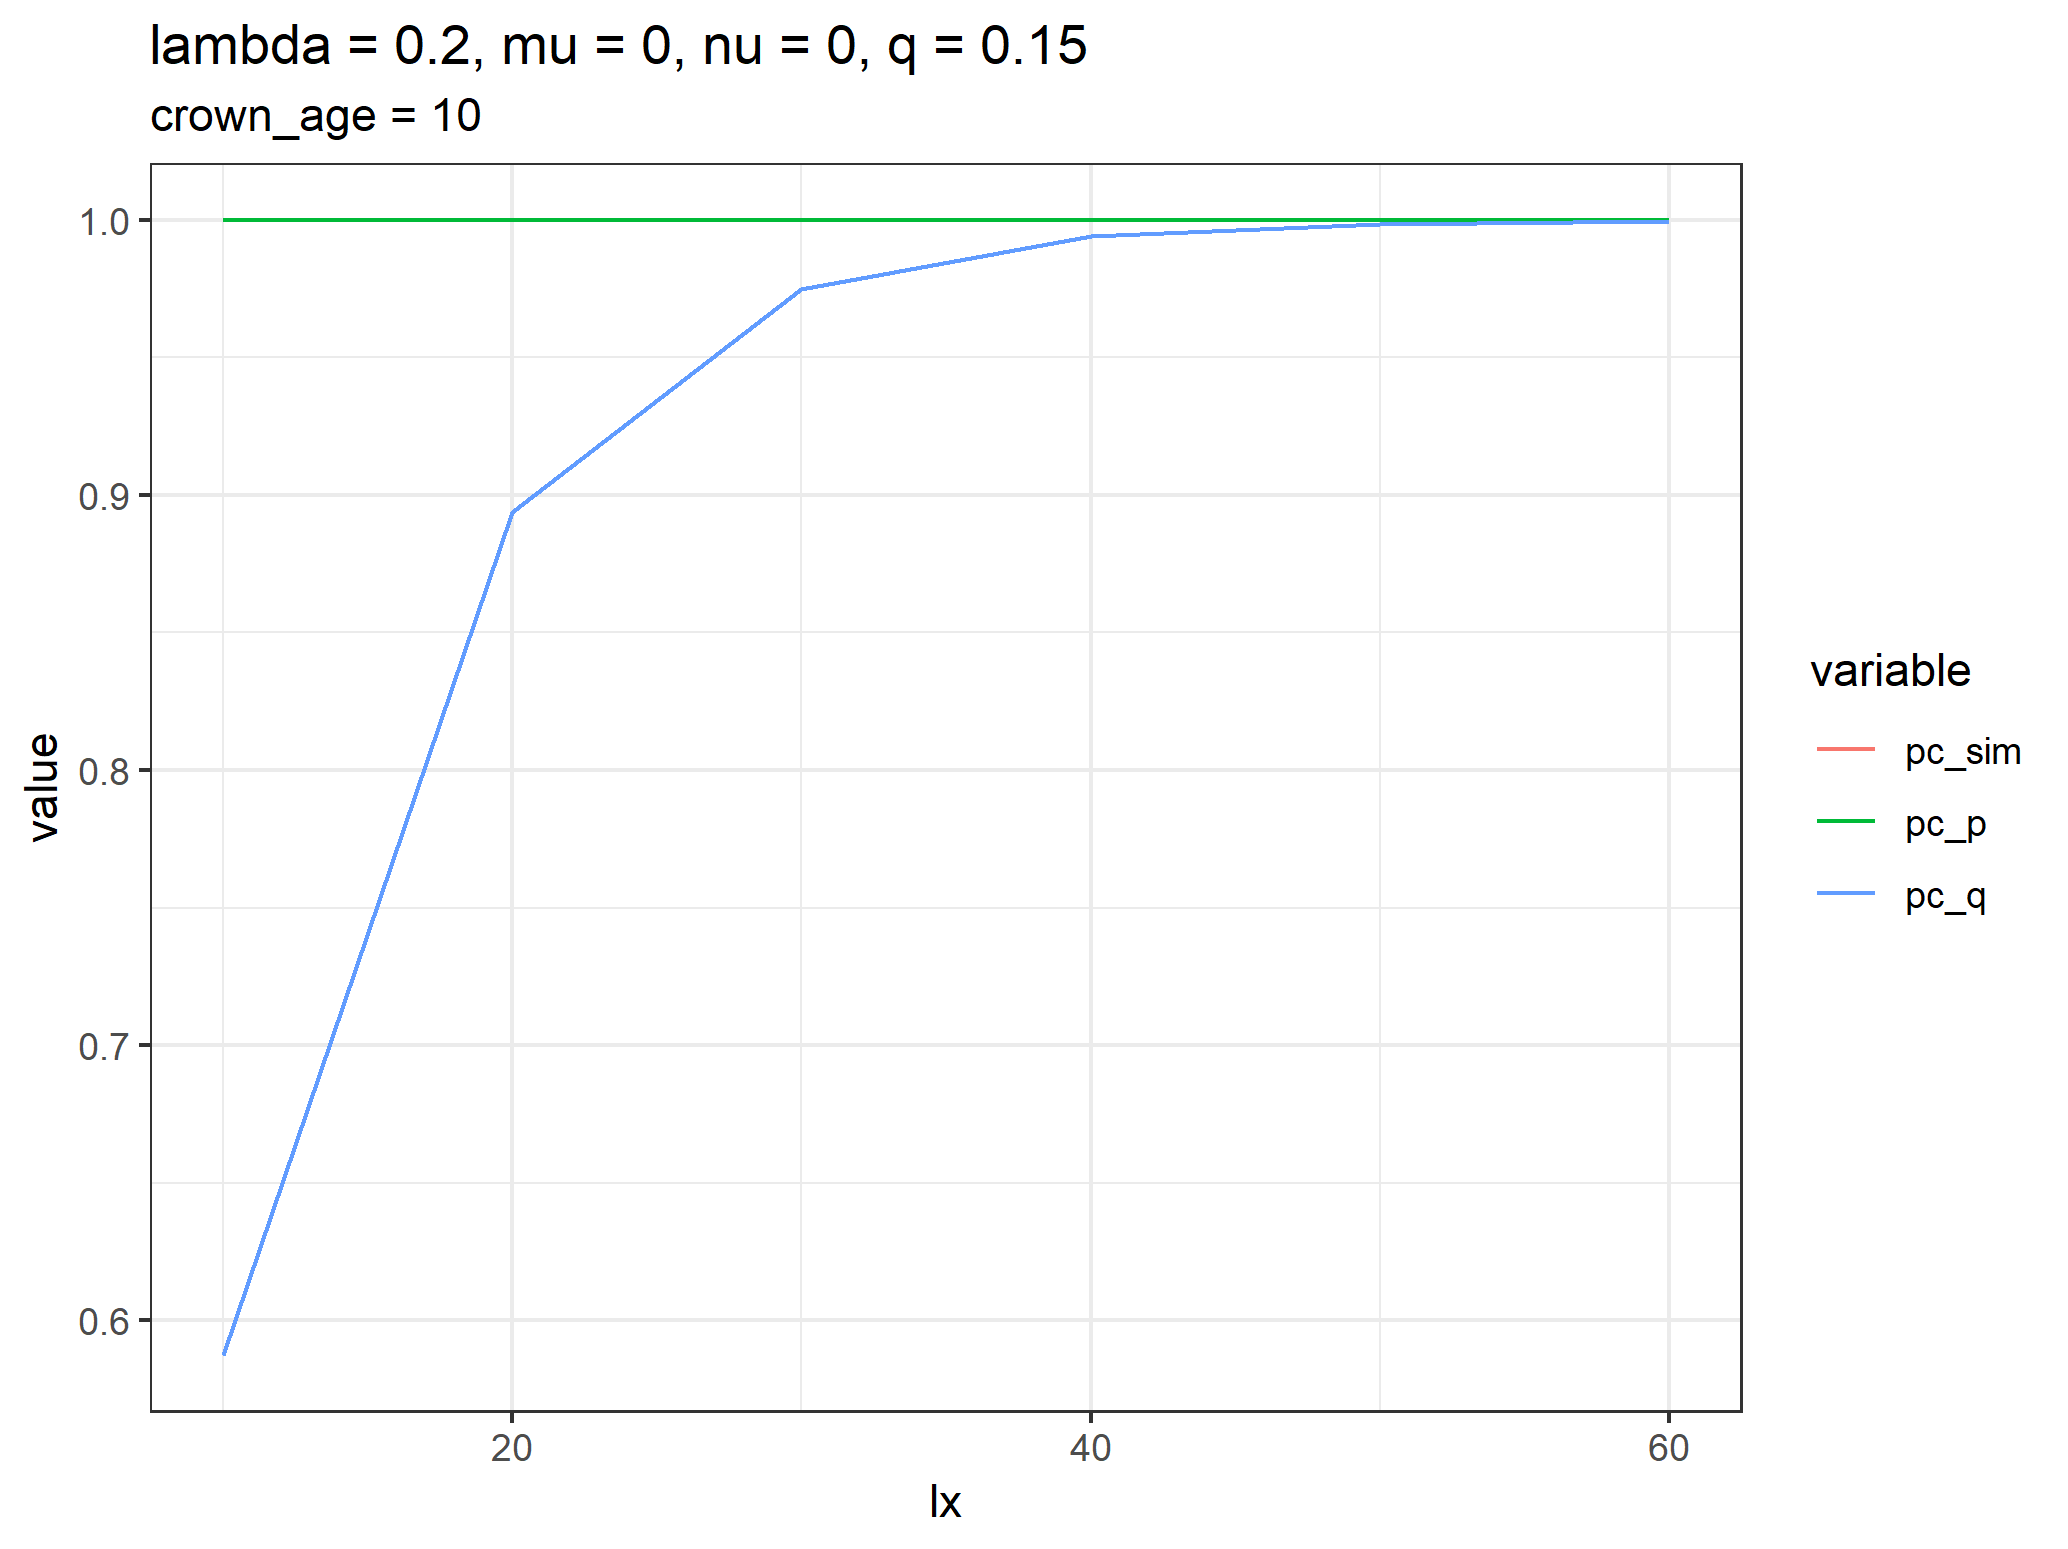 lambda = 0.2, mu = 0, nu = 0, q = 0.15
crown_age = 10
1.0
0.9
0.8
0.7
0.6
value
20
40
60
lx
variable
pc_sim
pc_p
pc_q